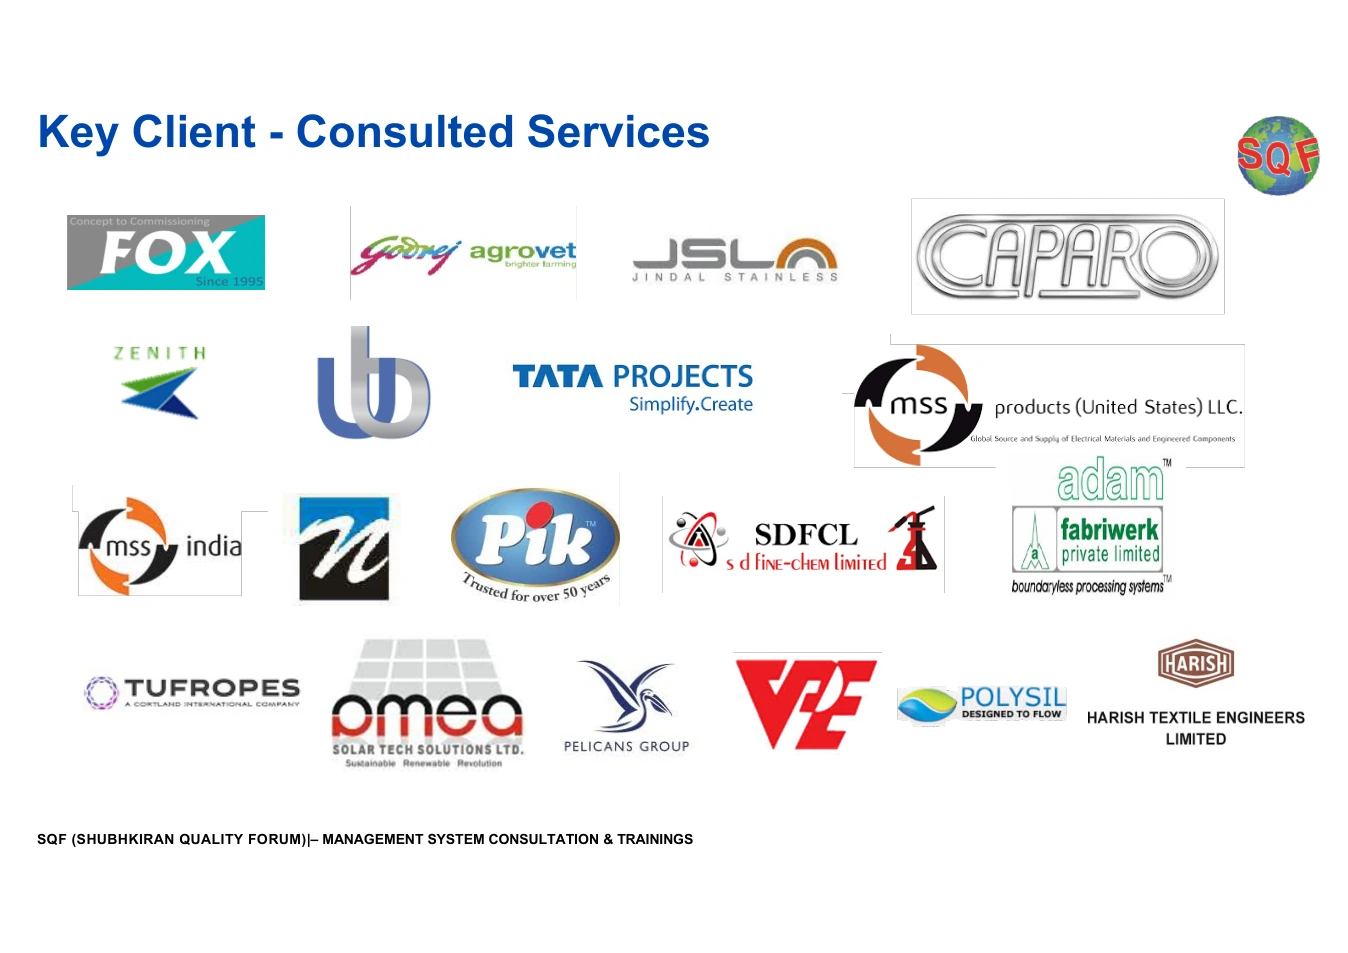 Key Client - Consulted Services
SQF
Concept to Commissioning
FOX
Since 1995
Godrej agrovet
brighter farming
JSL
JINDAL STAINLESS
CAPARO
ZENITH
ub
TATA PROJECTS
Simplify.Create
mss products (United States) LLC.
Global Source and Supply of Electrical Materials and Engineered Components
mss india
n
Pik TM
Trusted for over 50 years
SDFCL
s d fine-chem limited
adam TM
a fabriwerk
private limited
boundaryless processing systems TM
TUFROPES
A CORTLAND INTERNATIONAL COMPANY
omea
SOLAR TECH SOLUTIONS LTD.
Sustainable Renewable Revolution
PELICANS GROUP
VPE
POLYSIL
DESIGNED TO FLOW
HARISH
HARISH TEXTILE ENGINEERS
LIMITED
SQF (SHUBHKIRAN QUALITY FORUM)|– MANAGEMENT SYSTEM CONSULTATION & TRAININGS